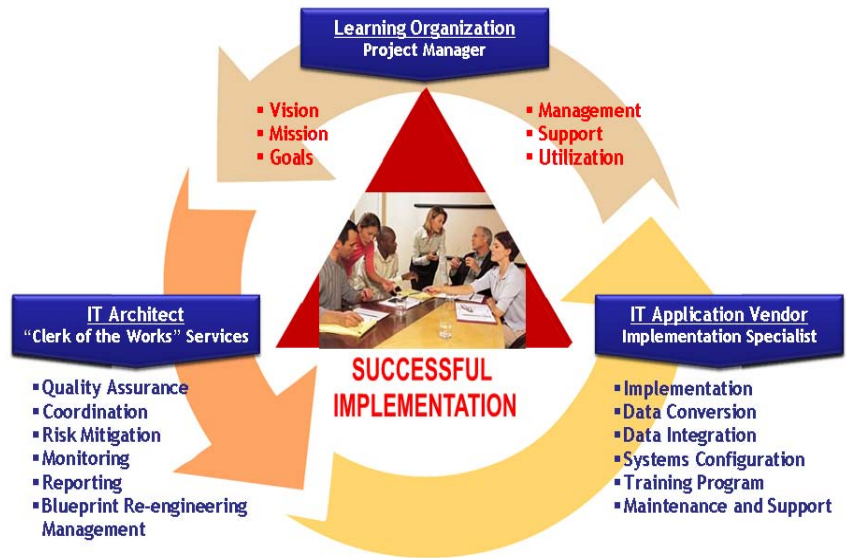 Learning Organization
Project Manager
▪ Vision
▪ Mission
▪ Goals
▪ Management
▪ Support
▪ Utilization
IT Architect
“Clerk of the Works” Services
▪ Quality Assurance
▪ Coordination
▪ Risk Mitigation
▪ Monitoring
▪ Reporting
▪ Blueprint Re-engineering
Management
SUCCESSFUL
IMPLEMENTATION
IT Application Vendor
Implementation Specialist
▪ Implementation
▪ Data Conversion
▪ Data Integration
▪ Systems Configuration
▪ Training Program
▪ Maintenance and Support